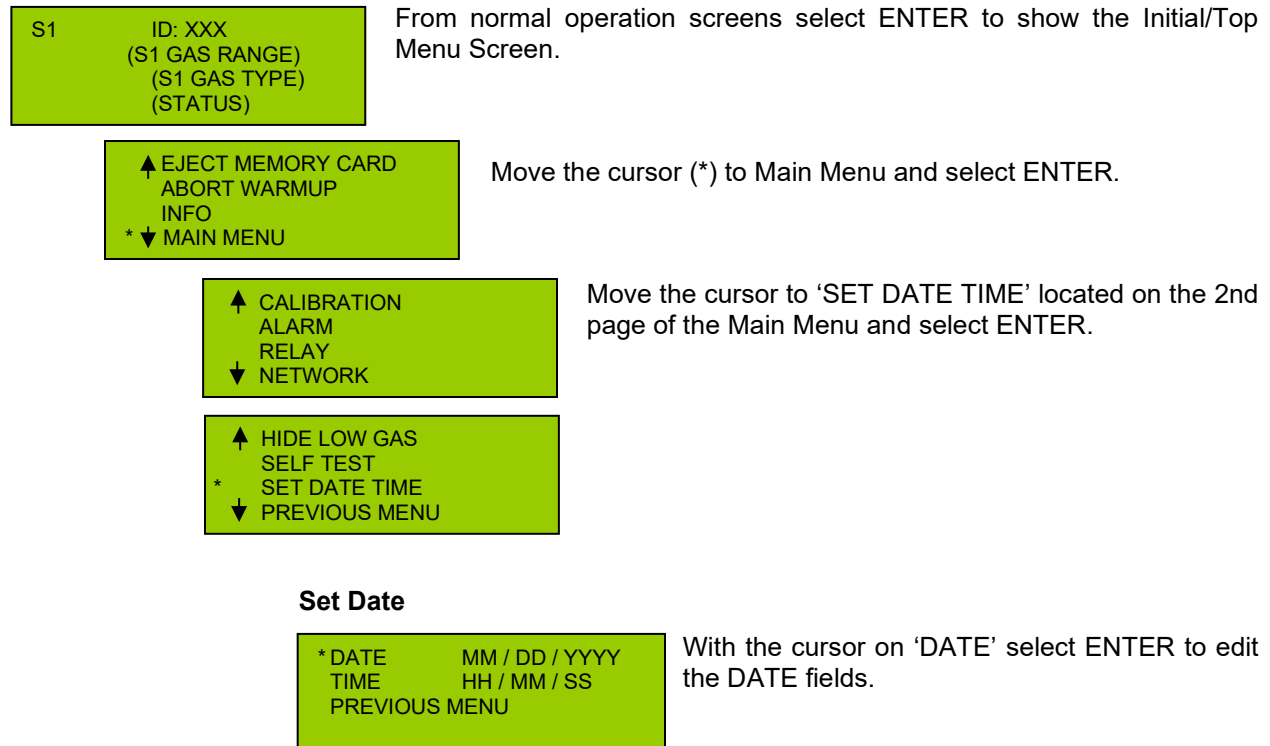 S1 ID: XXX
(S1 GAS RANGE)
(S1 GAS TYPE)
(STATUS)
From normal operation screens select ENTER to show the Initial/Top
Menu Screen.
EJECT MEMORY CARD
ABORT WARMUP
INFO
* MAIN MENU
Move the cursor (*) to Main Menu and select ENTER.
CALIBRATION
ALARM
RELAY
NETWORK
Move the cursor to ‘SET DATE TIME’ located on the 2nd
page of the Main Menu and select ENTER.
HIDE LOW GAS
SELF TEST
* SET DATE TIME
PREVIOUS MENU
Set Date
* DATE MM / DD / YYYY
TIME HH / MM / SS
PREVIOUS MENU
With the cursor on ‘DATE’ select ENTER to edit
the DATE fields.